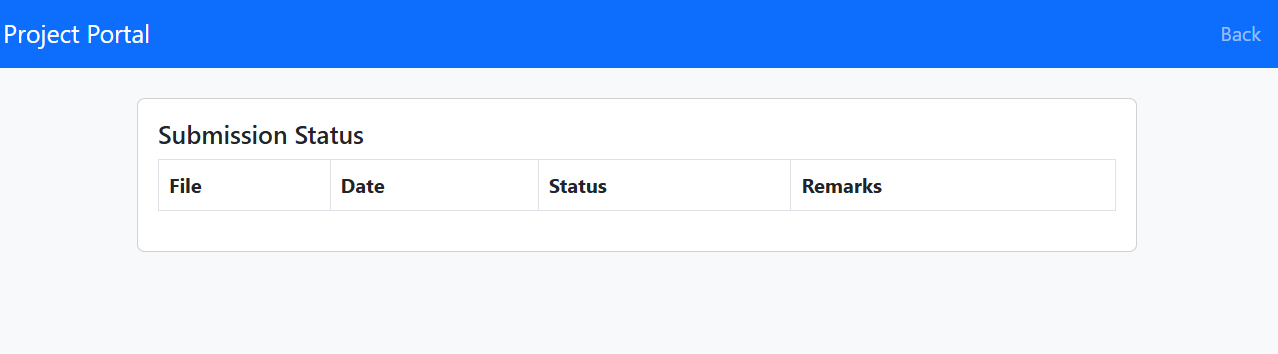 Project Portal Back
Submission Status
File Date Status Remarks